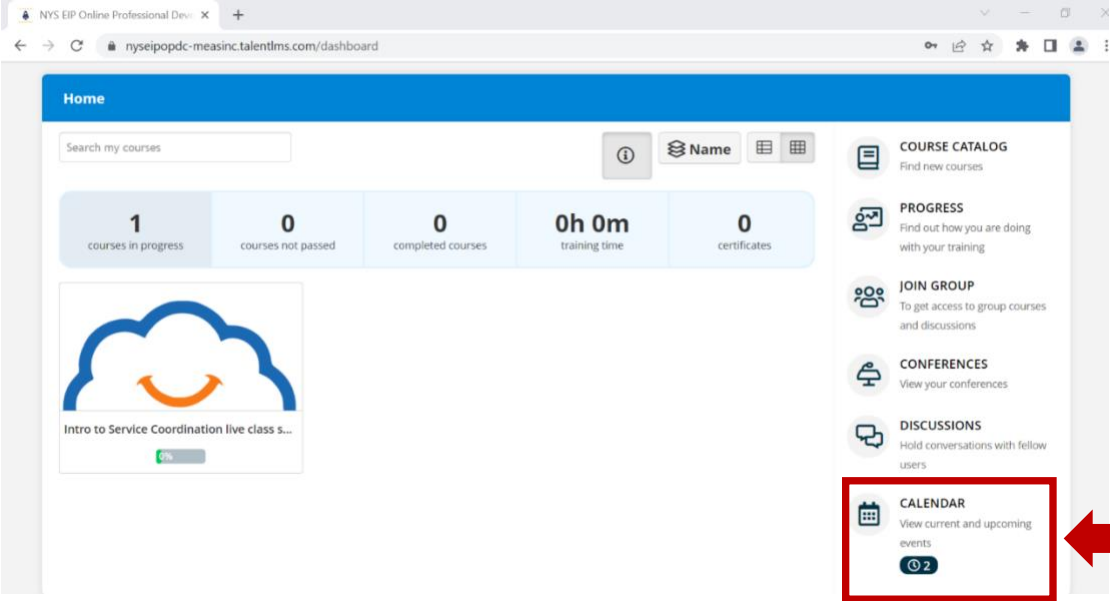 NYS EIP Online Professional Deve
nyseipopdc-measinc.talentlms.com/dashboard
Home
Search my courses
Name
1
courses in progress
0
courses not passed
0
completed courses
0h 0m
training time
0
certificates
Intro to Service Coordination live class s...
0%
COURSE CATALOG
Find new courses
PROGRESS
Find out how you are doing
with your training
JOIN GROUP
To get access to group courses
and discussions
CONFERENCES
View your conferences
DISCUSSIONS
Hold conversations with fellow
users
CALENDAR
View current and upcoming
events
2